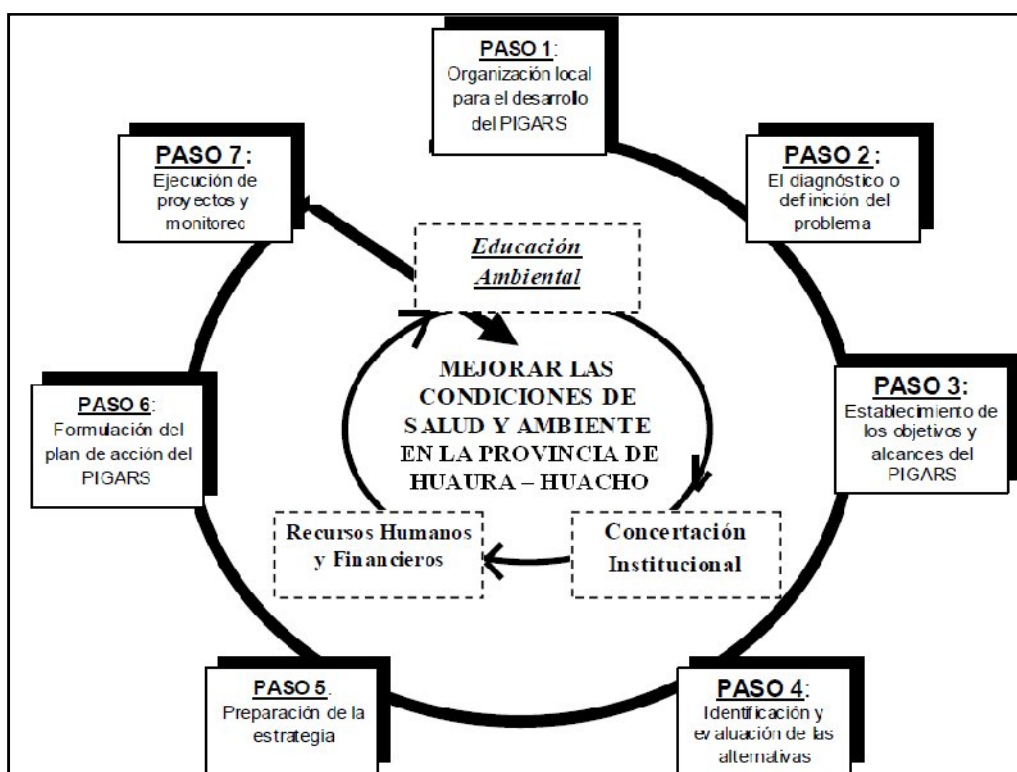 PASO 1:
Organización local
para el desarrollo
del PIGARS
PASO 2:
El diagnóstico o
definición del
problema
PASO 3:
Establecimiento de
los objetivos y
alcances del
PIGARS
PASO 4:
Identificación y
evaluación de las
alternativas
PASO 5.
Preparación de la
estrategia
PASO 6:
Formulación del
plan de acción del
PIGARS
PASO 7:
Ejecución de
proyectos y
monitoreo
Educación
Ambiental
MEJORAR LAS
CONDICIONES DE
SALUD Y AMBIENTE
EN LA PROVINCIA DE
HUAURA – HUACHO
Concertación
Institucional
Recursos Humanos
y Financieros